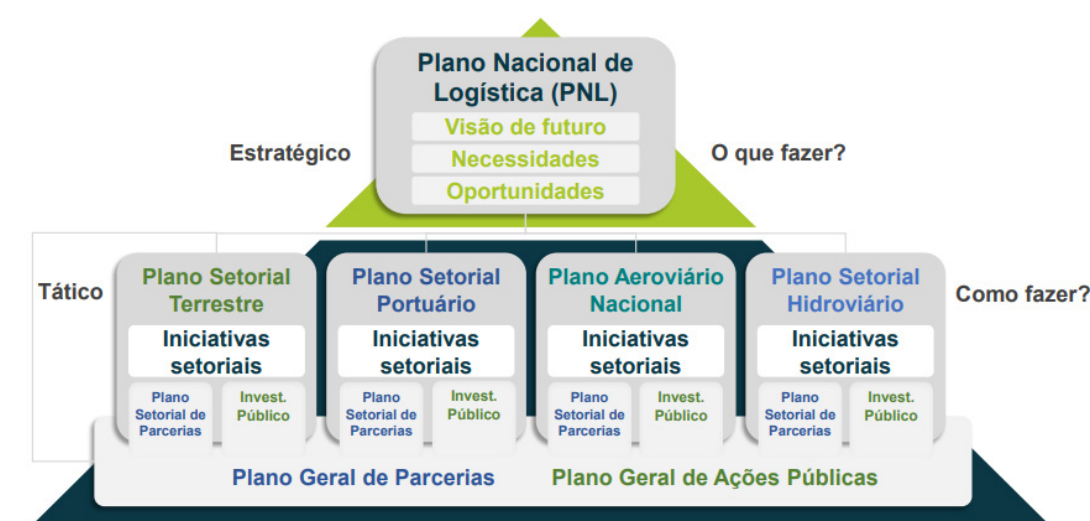 Plano Nacional de
Logística (PNL)
Visão de futuro
Necessidades
Oportunidades
Estratégico
O que fazer?
Tático
Plano Setorial
Terrestre
Iniciativas
setoriais
Plano
Setorial de
Parcerias
Invest.
Público
Plano Setorial
Portuário
Iniciativas
setoriais
Plano
Setorial de
Parcerias
Invest.
Público
Plano Aeroviário
Nacional
Iniciativas
setoriais
Plano
Setorial de
Parcerias
Invest.
Público
Plano Setorial
Hidroviário
Iniciativas
setoriais
Plano
Setorial de
Parcerias
Invest.
Público
Como fazer?
Plano Geral de Parcerias
Plano Geral de Ações Públicas